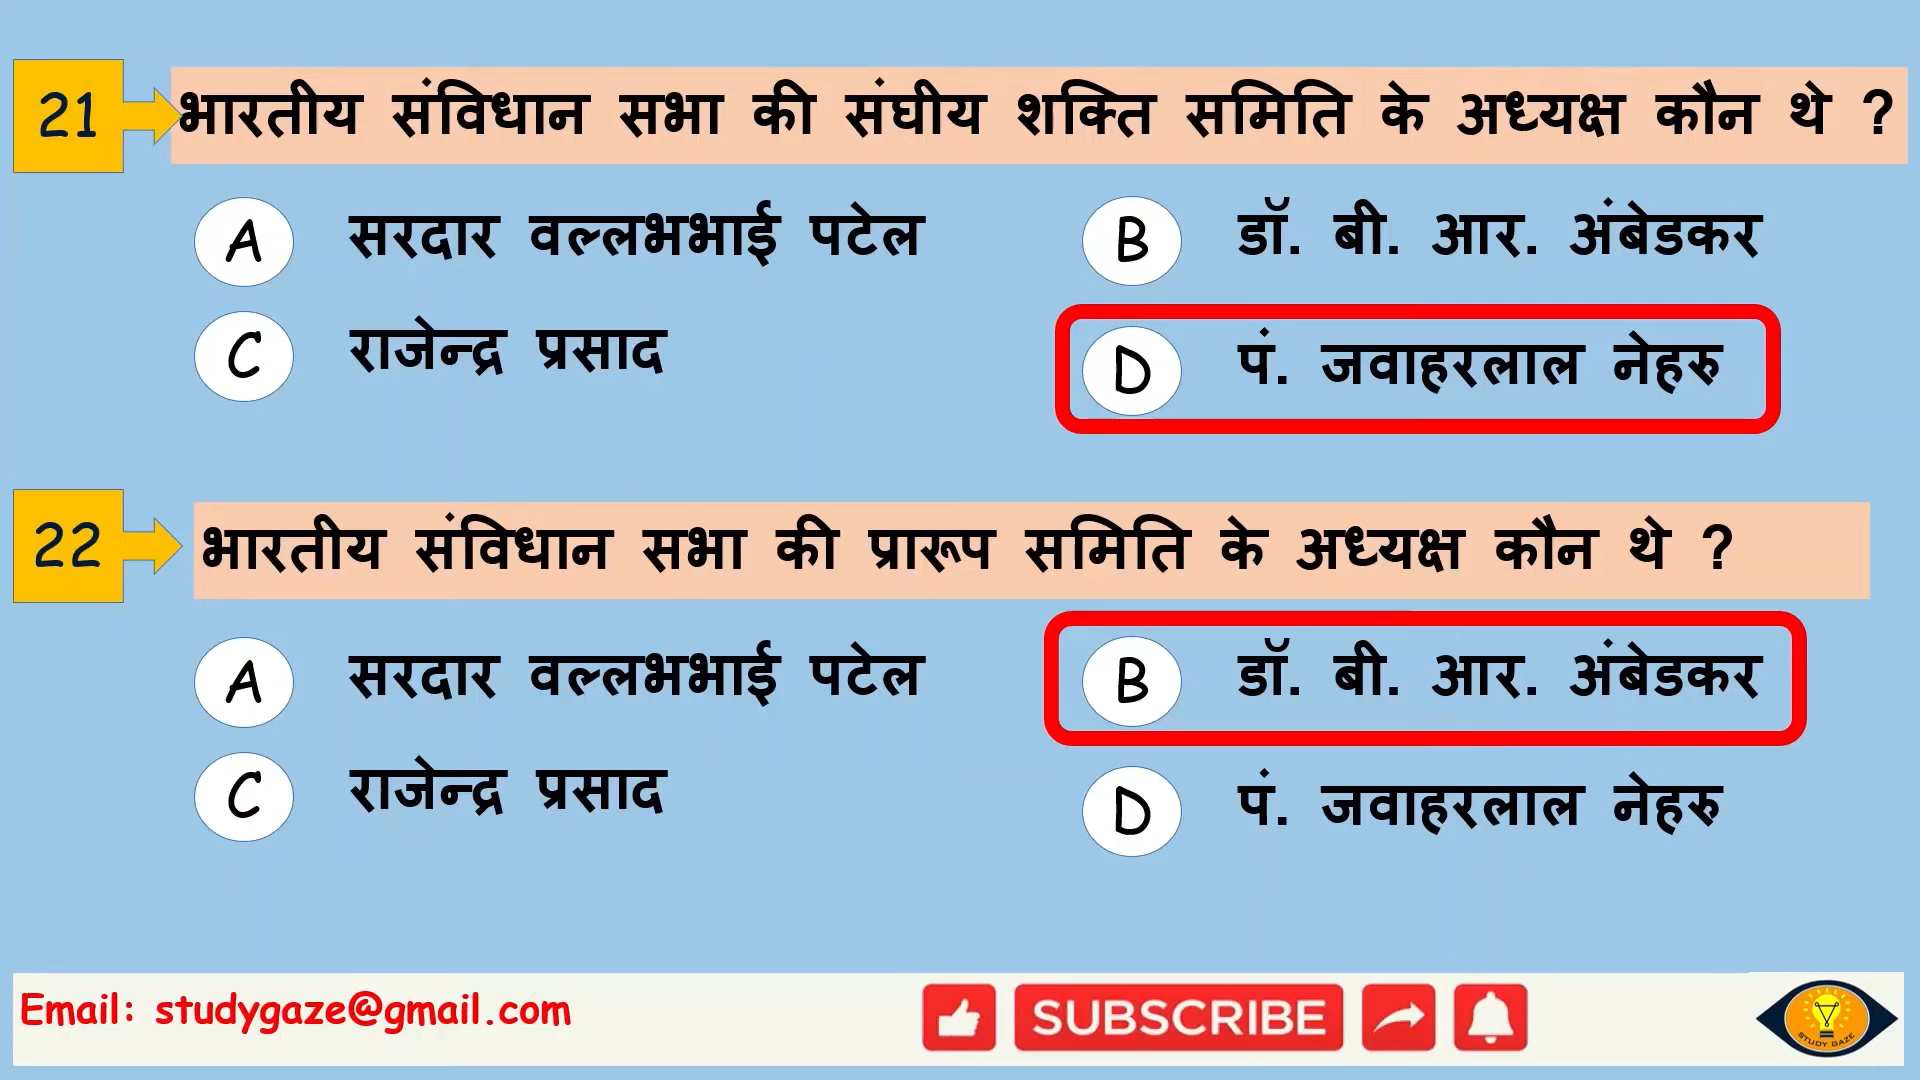 21 भारतीय संविधान सभा की संघीय शक्ति समिति के अध्यक्ष कौन थे ?
A सरदार वल्लभभाई पटेल B डॉ. बी. आर. अंबेडकर
C राजेन्द्र प्रसाद D पं. जवाहरलाल नेहरु
22 भारतीय संविधान सभा की प्रारूप समिति के अध्यक्ष कौन थे ?
A सरदार वल्लभभाई पटेल B डॉ. बी. आर. अंबेडकर
C राजेन्द्र प्रसाद D पं. जवाहरलाल नेहरु
Email: studygaze@gmail.com SUBSCRIBE STUDY GAZE